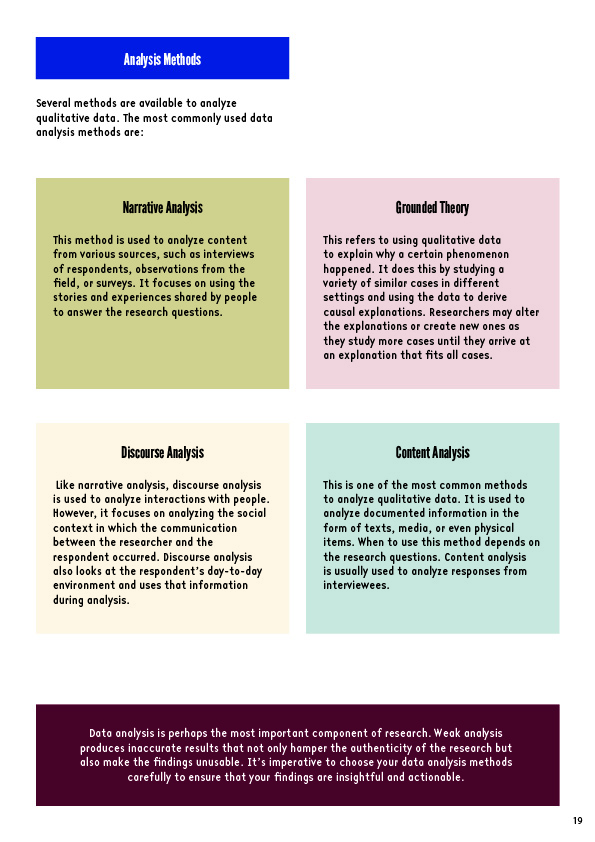 Analysis Methods
Several methods are available to analyze
qualitative data. The most commonly used data
analysis methods are:
Narrative Analysis
This method is used to analyze content
from various sources, such as interviews
of respondents, observations from the
field, or surveys. It focuses on using the
stories and experiences shared by people
to answer the research questions.
Grounded Theory
This refers to using qualitative data
to explain why a certain phenomenon
happened. It does this by studying a
variety of similar cases in different
settings and using the data to derive
causal explanations. Researchers may alter
the explanations or create new ones as
they study more cases until they arrive at
an explanation that fits all cases.
Discourse Analysis
Like narrative analysis, discourse analysis
is used to analyze interactions with people.
However, it focuses on analyzing the social
context in which the communication
between the researcher and the
respondent occurred. Discourse analysis
also looks at the respondent's day-to-day
environment and uses that information
during analysis.
Content Analysis
This is one of the most common methods
to analyze qualitative data. It is used to
analyze documented information in the
form of texts, media, or even physical
items. When to use this method depends on
the research questions. Content analysis
is usually used to analyze responses from
interviewees.
Data analysis is perhaps the most important component of research. Weak analysis
produces inaccurate results that not only hamper the authenticity of the research but
also make the findings unusable. It's imperative to choose your data analysis methods
carefully to ensure that your findings are insightful and actionable.
19